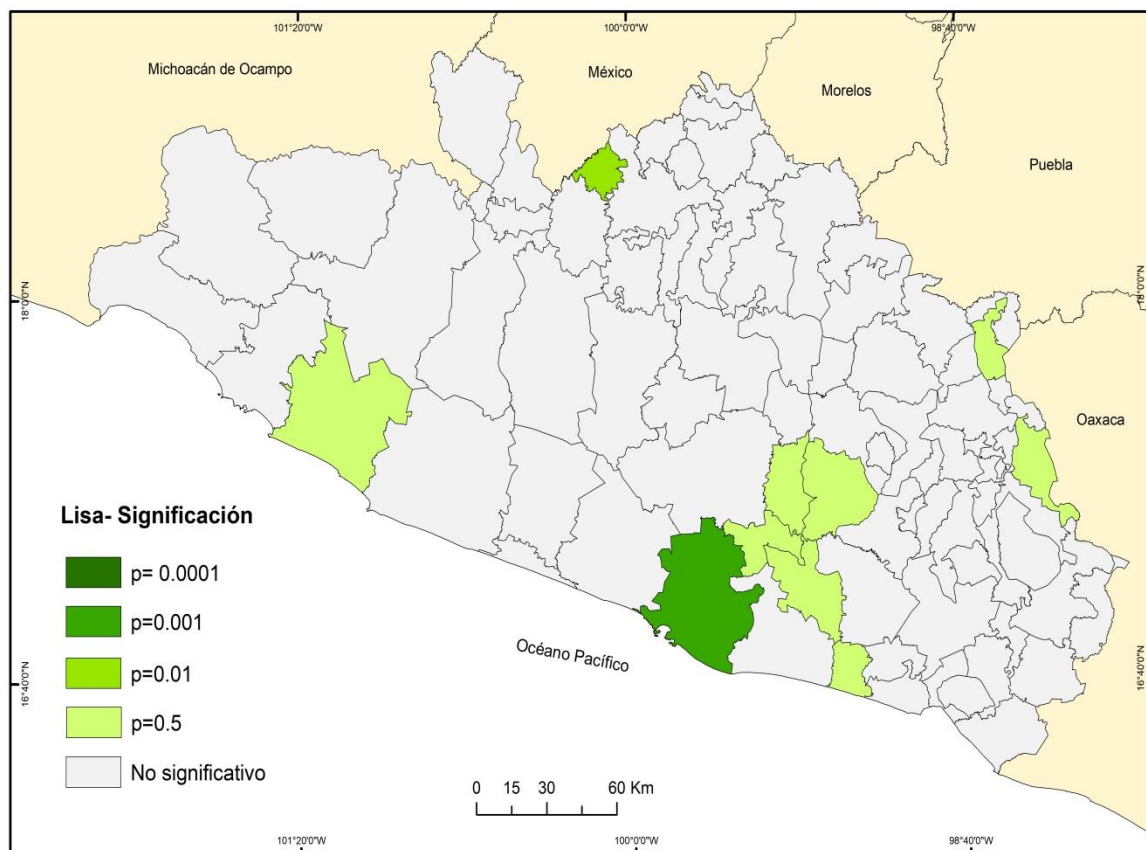 101°20'0"W 100°0'0"W 98°40'0"W
Michoacán de Ocampo
México
Morelos
Puebla
18°0'0"N
18°0'0"N
Oaxaca
Lisa- Significación
p= 0.0001
p=0.001
p=0.01
p=0.5
No significativo
Océano Pacífico
16°40'0"N
16°40'0"N
0 15 30 60 Km
101°20'0"W 100°0'0"W 98°40'0"W